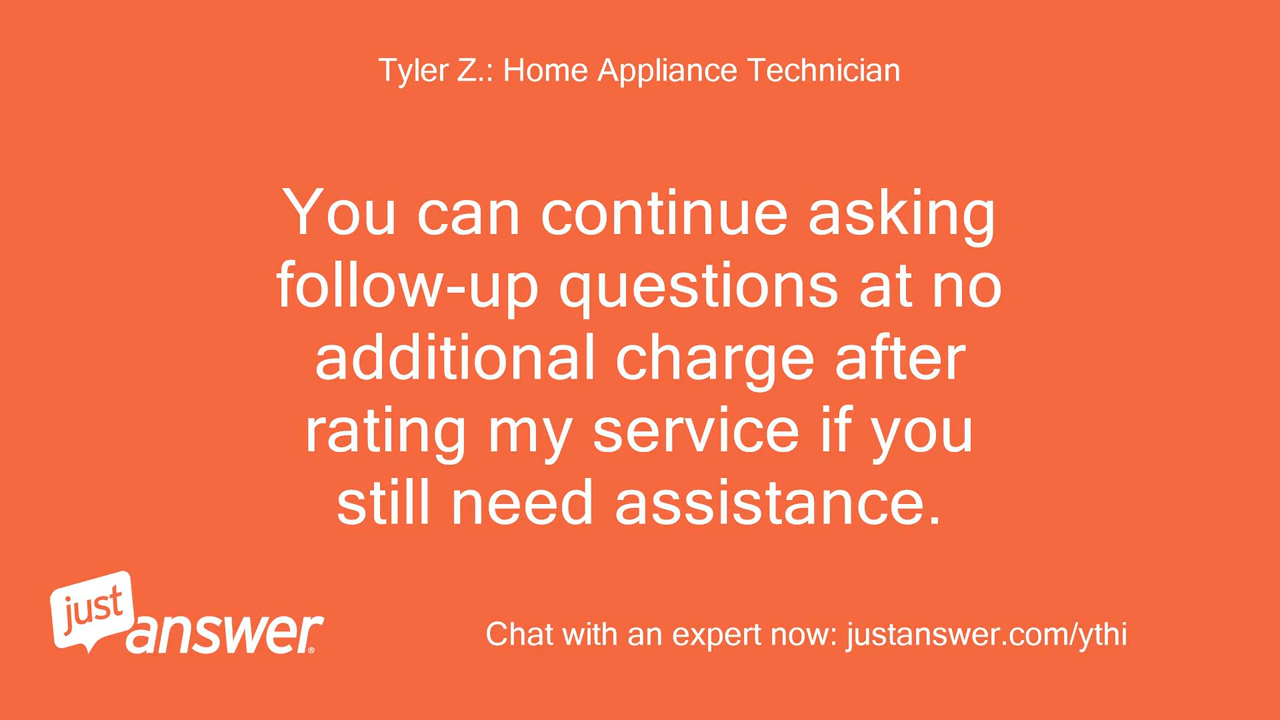 Tyler Z.: Home Appliance Technician
You can continue asking
follow-up questions at no
additional charge after
rating my service if you
still need assistance.
just
answer®
Chat with an expert now: justanswer.com/ythi